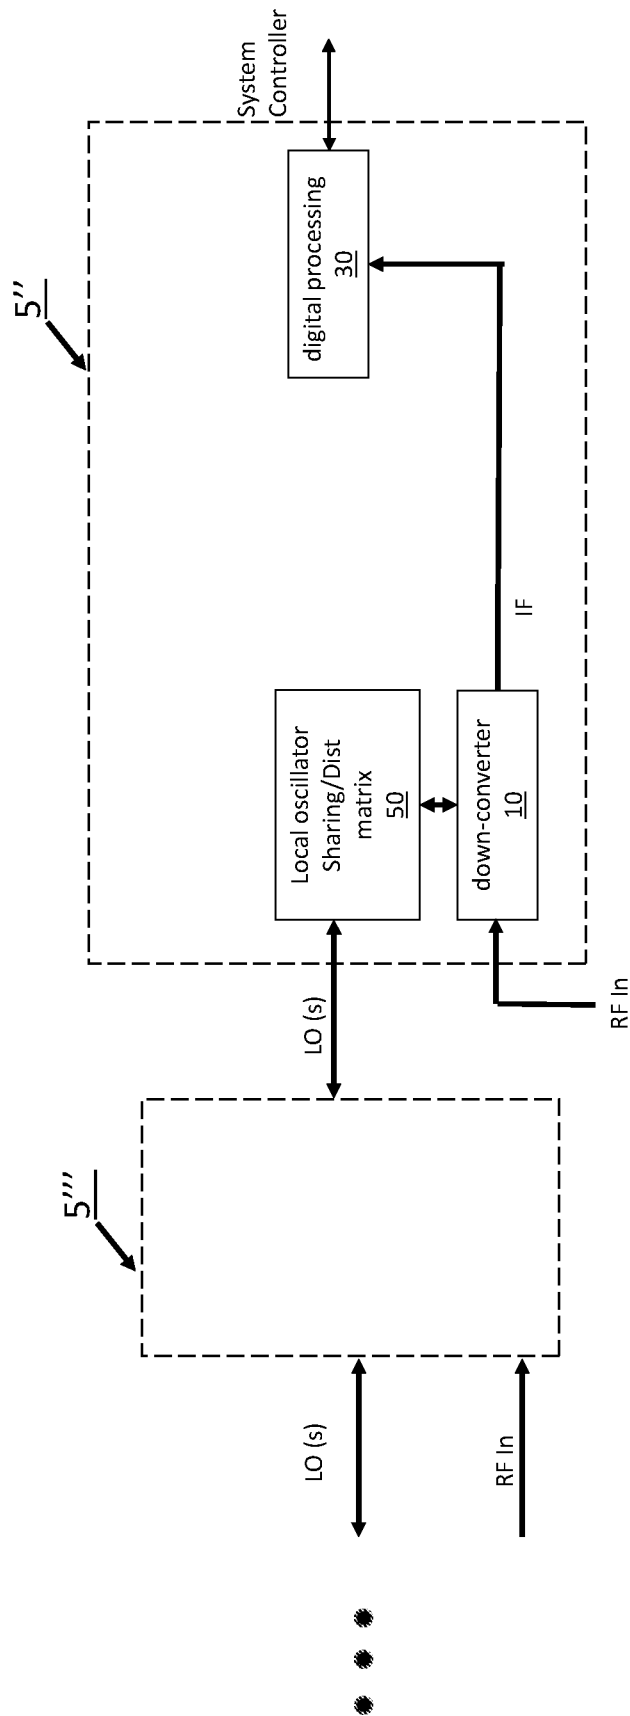 5'''
LO (s)
RF In
5''
LO (s)
Local oscillator
Sharing/Dist
matrix
50
down-converter
10
RF In
IF
digital processing
30
System
Controller